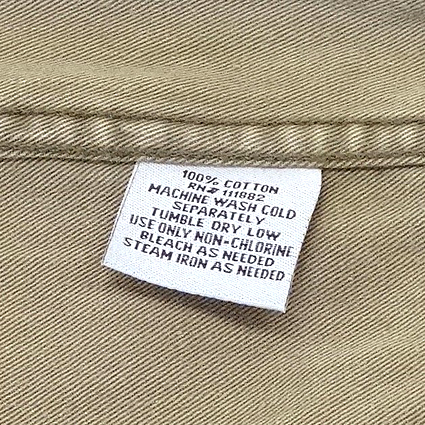 100% COTTON
RN# 111882
MACHINE WASH COLD
SEPARATELY
TUMBLE DRY LOW
USE ONLY NON-CHLORINE
BLEACH AS NEEDED
STEAM IRON AS NEEDED